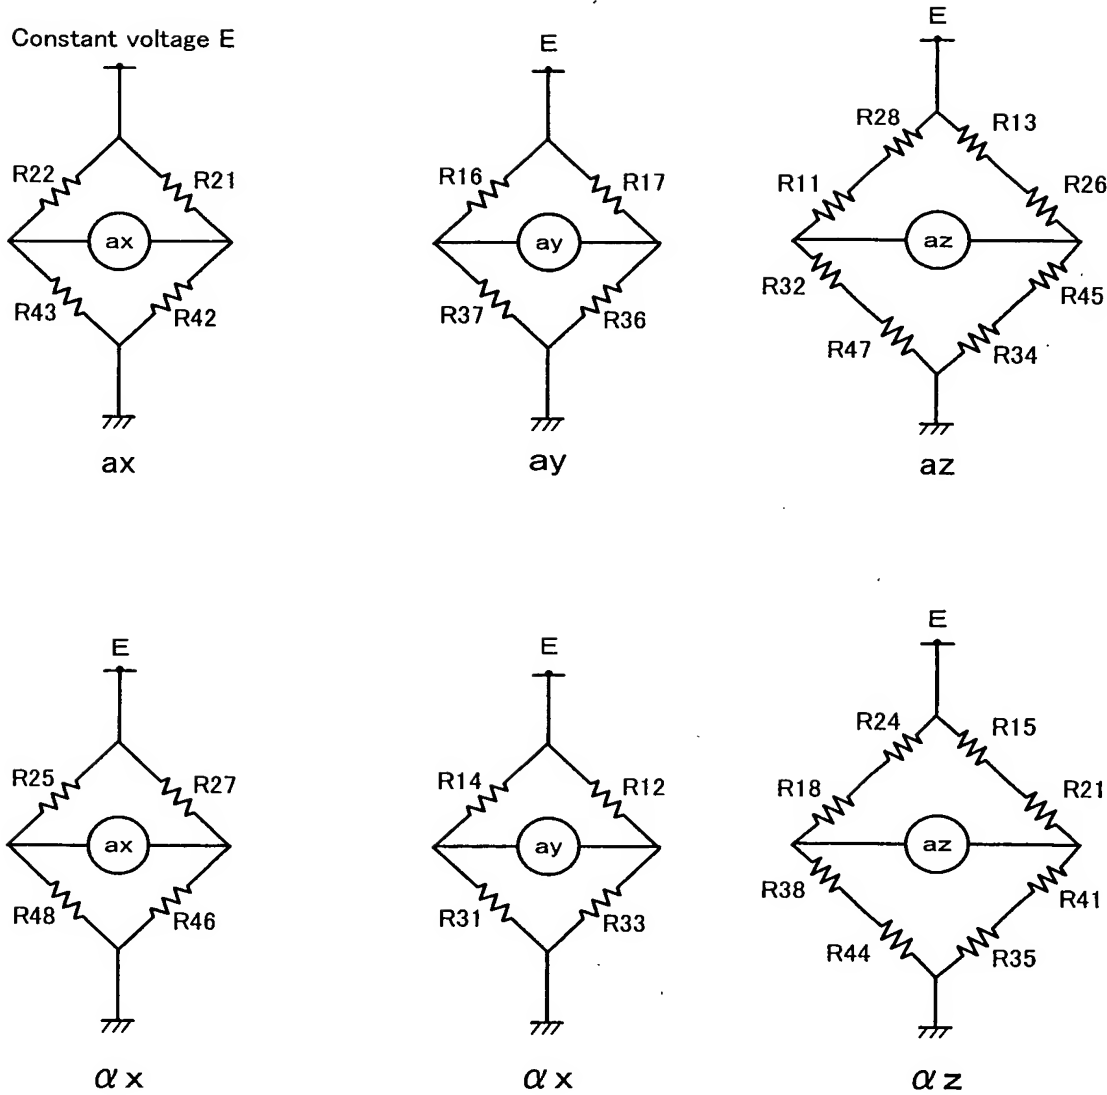 Constant voltage E
R22
R21
ax
R43
R42
ax
E
R16
R17
ay
R37
R36
ay
E
R28
R13
R11
R26
az
R32
R45
R47
R34
az
E
R25
R27
ax
R48
R46
αx
E
R14
R12
ay
R31
R33
αx
E
R24
R15
R18
R21
az
R38
R41
R44
R35
αz